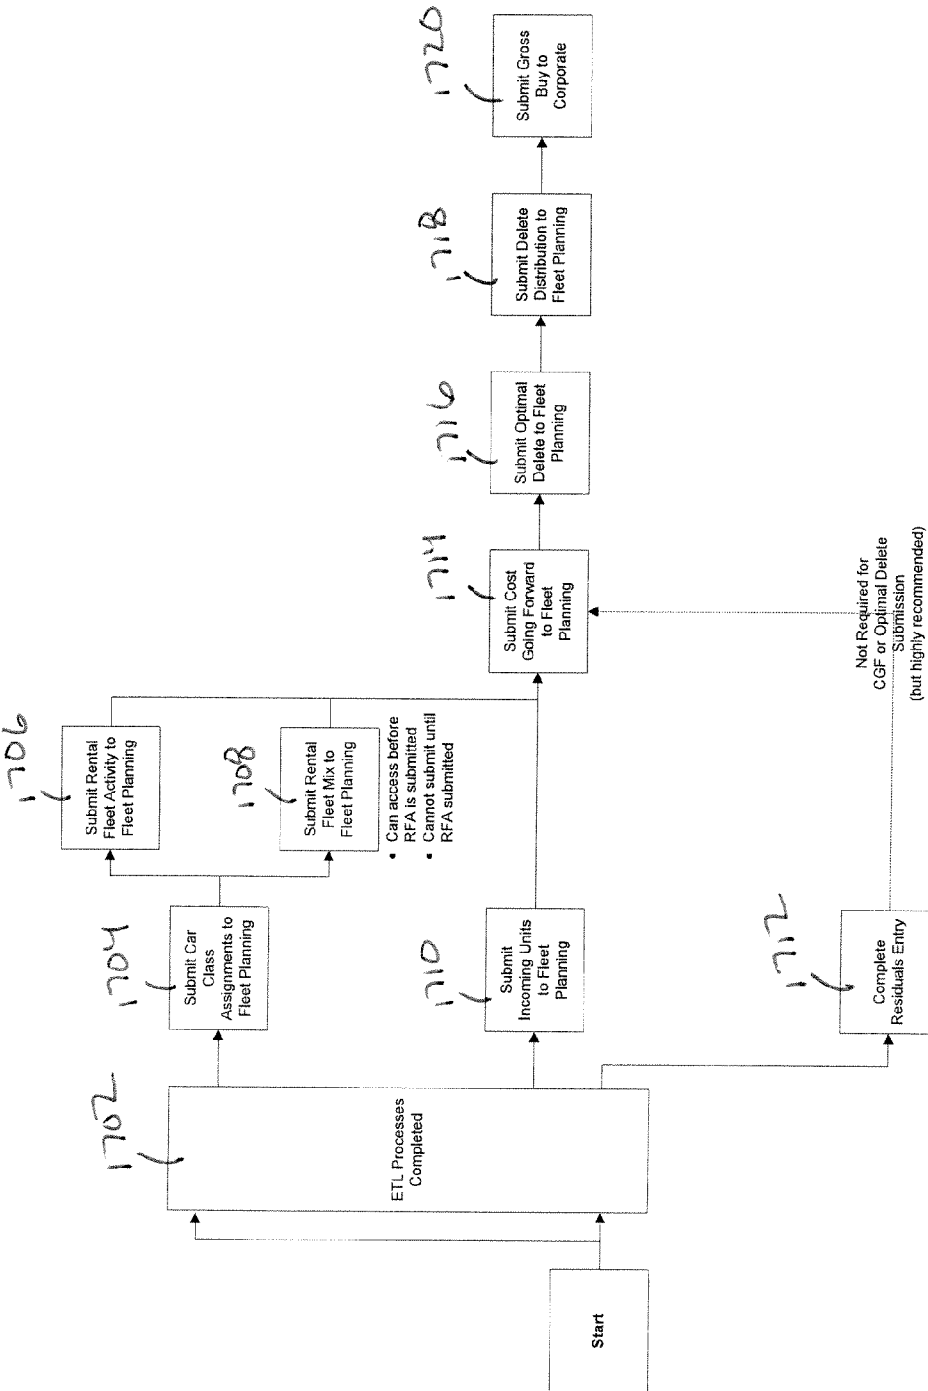 Start
1702
ETL Processes
Completed
1704
Submit Car
Class
Assignments to
Fleet Planning
1706
Submit Rental
Fleet Activity to
Fleet Planning
1708
Submit Rental
Fleet Mix to
Fleet Planning
• Can access before
RFA is submitted
• Cannot submit until
RFA submitted
1710
Submit
Incoming Units
to Fleet
Planning
1712
Complete
Residuals Entry
Not Required for
CGF or Optimal Delete
Submission
(but highly recommended)
1714
Submit Cost
Going Forward
to Fleet
Planning
1716
Submit Optimal
Delete to Fleet
Planning
1718
Submit Delete
Distribution to
Fleet Planning
1720
Submit Gross
Buy to
Corporate